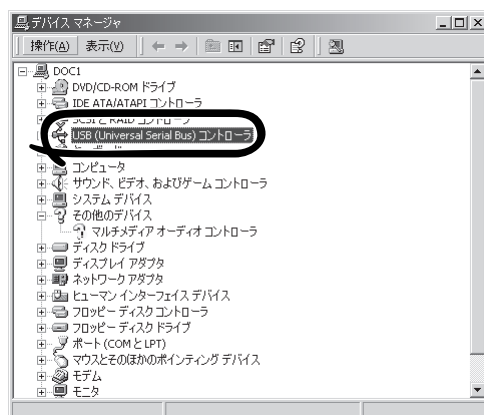 デバイス マネージャ
操作(A) 表示(V)
DOC1
DVD/CD-ROM ドライブ
IDE ATA/ATAPI コントローラ
SCSI と RAID コントローラ
USB (Universal Serial Bus) コントローラ
コンピュータ
サウンド、ビデオ、およびゲーム コントローラ
システム デバイス
その他のデバイス
マルチメディア オーディオ コントローラ
ディスク ドライブ
ディスプレイ アダプタ
ネットワーク アダプタ
ヒューマン インターフェイス デバイス
フロッピー ディスク コントローラ
フロッピー ディスク ドライブ
ポート (COM と LPT)
マウスとそのほかのポインティング デバイス
モデム
モニタ